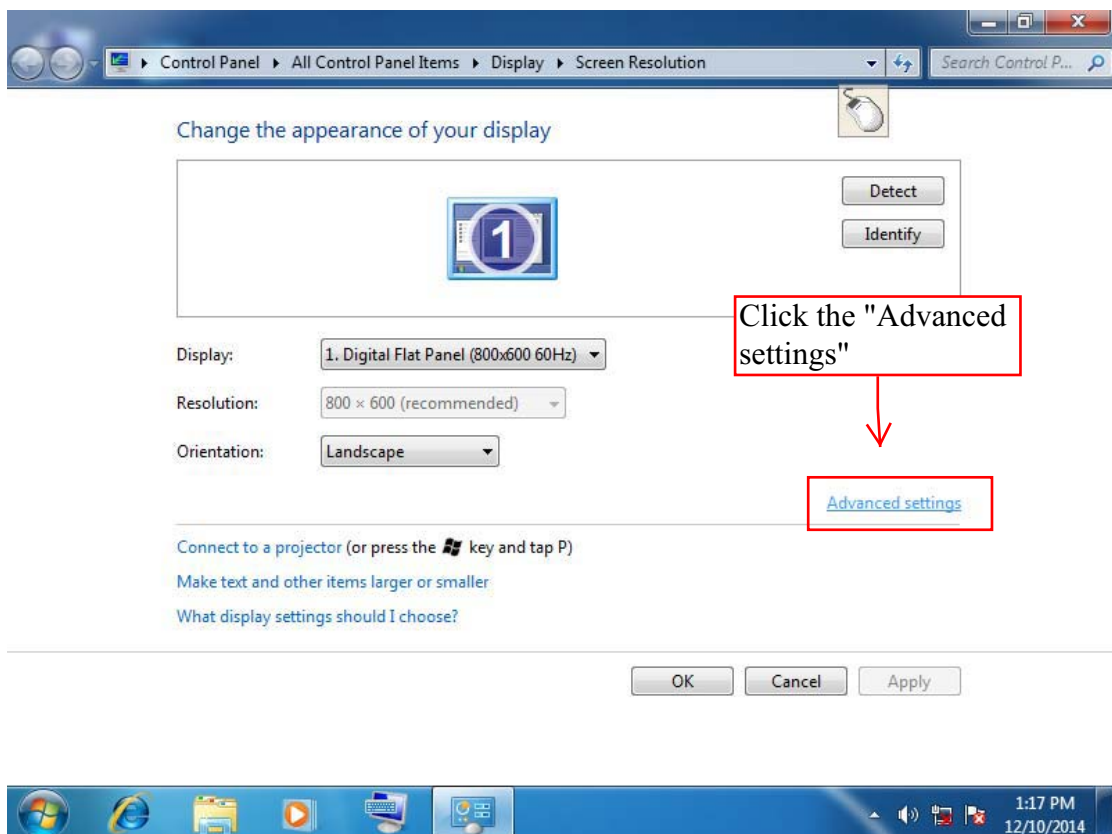 Control Panel ▸ All Control Panel Items ▸ Display ▸ Screen Resolution
Search Control P...
Change the appearance of your display
1
Detect
Identify
Click the "Advanced
settings"
Display: 1. Digital Flat Panel (800x600 60Hz)
Resolution: 800 × 600 (recommended)
Orientation: Landscape
Advanced settings
Connect to a projector (or press the key and tap P)
Make text and other items larger or smaller
What display settings should I choose?
OK Cancel Apply
1:17 PM
12/10/2014